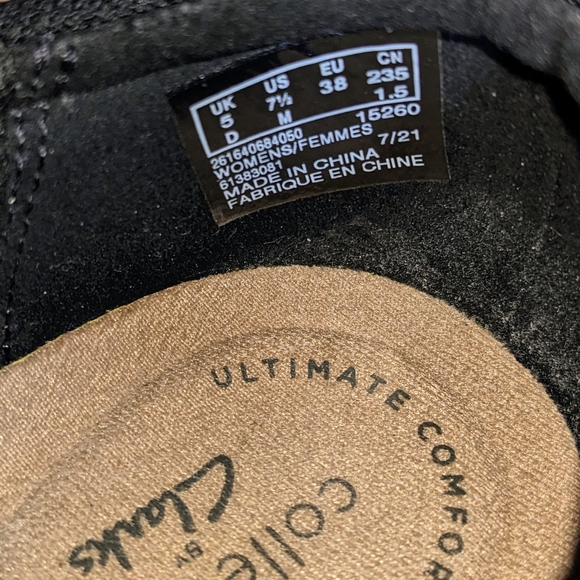 UK US EU CN
5 7½ 38 235
D M 1.5
261640684050 15260
WOMENS/FEMMES
61383081 7/21
MADE IN CHINA
FABRIQUE EN CHINE
ULTIMATE COMFOR
colle
BY
Clarks